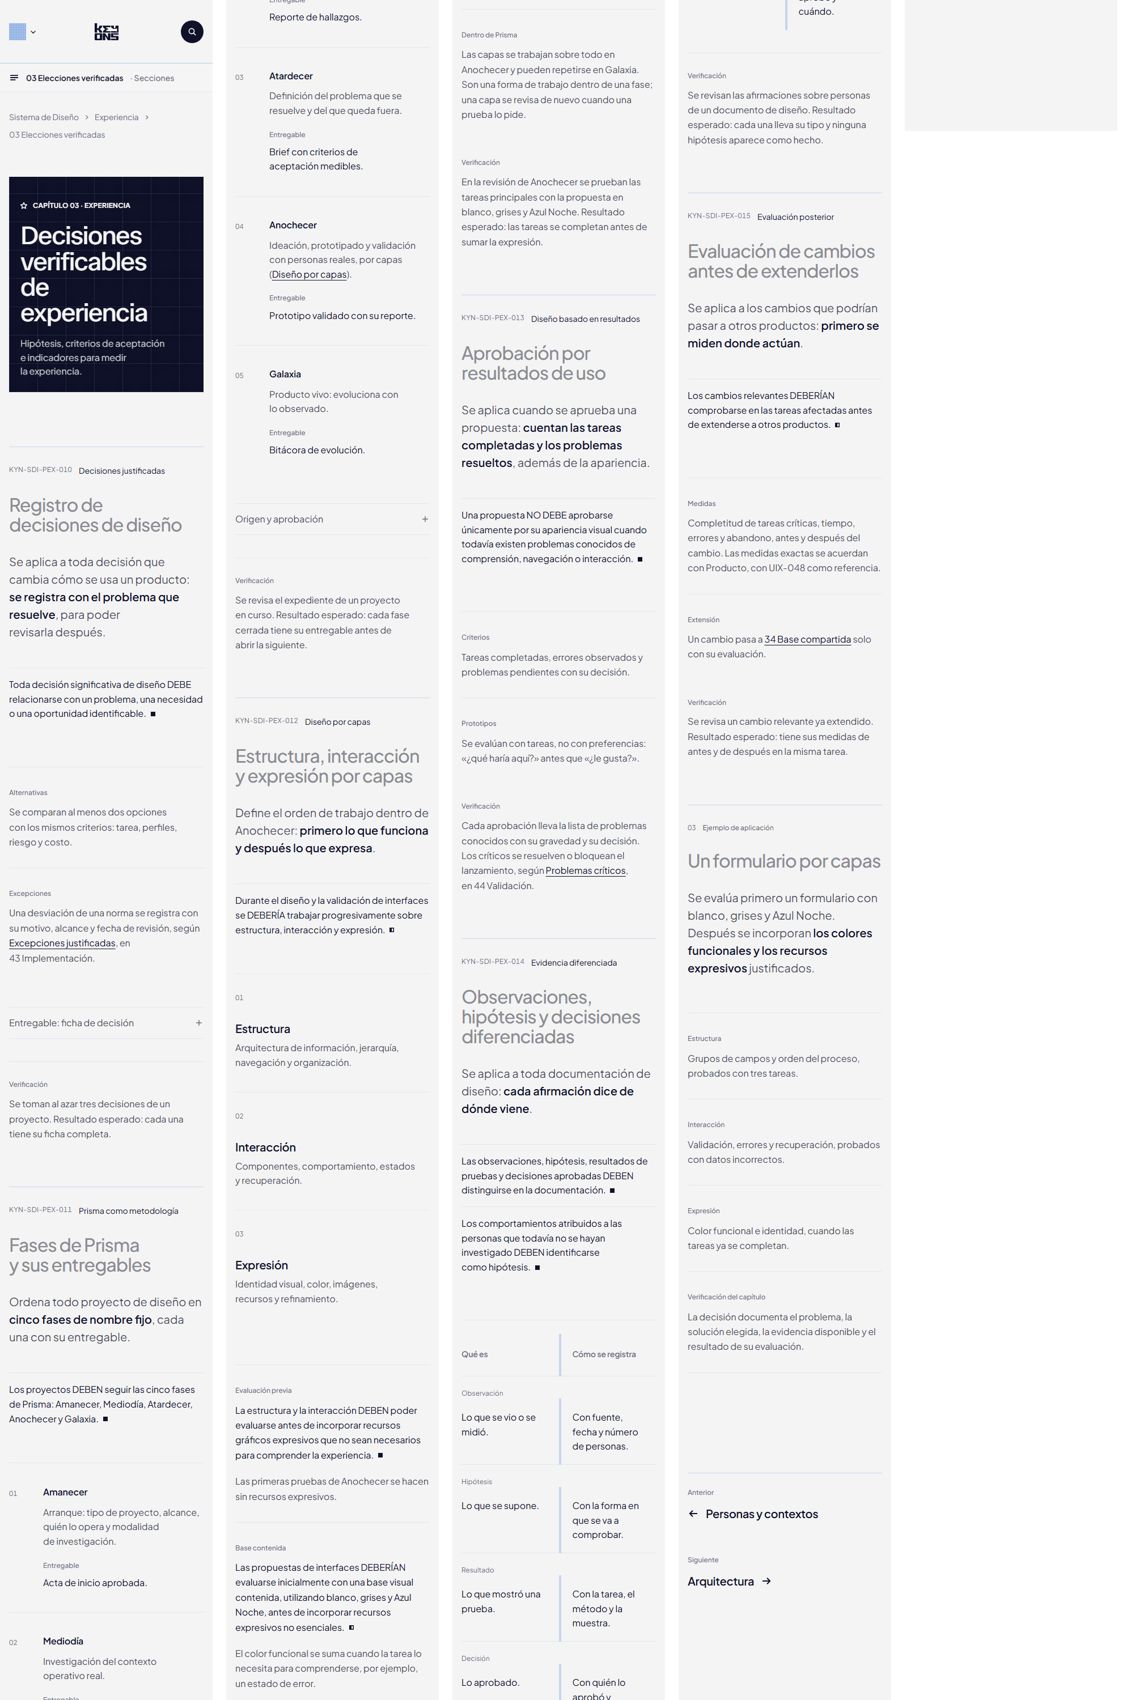 KEY
ONS
03 Elecciones verificadas · Secciones
Sistema de Diseño > Experiencia >
03 Elecciones verificadas
CAPÍTULO 03 · EXPERIENCIA
Decisiones
verificables
de
experiencia
Hipótesis, criterios de aceptación
e indicadores para medir
la experiencia.
KYN-SDI-PEX-010 Decisiones justificadas
Registro de
decisiones de diseño
Se aplica a toda decisión que
cambia cómo se usa un producto:
se registra con el problema que
resuelve, para poder
revisarla después.
Toda decisión significativa de diseño DEBE
relacionarse con un problema, una necesidad
o una oportunidad identificable.
Alternativas
Se comparan al menos dos opciones
con los mismos criterios: tarea, perfiles,
riesgo y costo.
Excepciones
Una desviación de una norma se registra con
su motivo, alcance y fecha de revisión, según
Excepciones justificadas, en
43 Implementación.
Entregable: ficha de decisión +
Verificación
Se toman al azar tres decisiones de un
proyecto. Resultado esperado: cada una
tiene su ficha completa.
KYN-SDI-PEX-011 Prisma como metodología
Fases de Prisma
y sus entregables
Ordena todo proyecto de diseño en
cinco fases de nombre fijo, cada
una con su entregable.
Los proyectos DEBEN seguir las cinco fases
de Prisma: Amanecer, Mediodía, Atardecer,
Anochecer y Galaxia.
01 Amanecer
Arranque: tipo de proyecto, alcance,
quién lo opera y modalidad
de investigación.
Entregable
Acta de inicio aprobada.
02 Mediodía
Investigación del contexto
operativo real.
Entregable
Entregable
Reporte de hallazgos.
03 Atardecer
Definición del problema que se
resuelve y del que queda fuera.
Entregable
Brief con criterios de
aceptación medibles.
04 Anochecer
Ideación, prototipado y validación
con personas reales, por capas
(Diseño por capas).
Entregable
Prototipo validado con su reporte.
05 Galaxia
Producto vivo: evoluciona con
lo observado.
Entregable
Bitácora de evolución.
Origen y aprobación +
Verificación
Se revisa el expediente de un proyecto
en curso. Resultado esperado: cada fase
cerrada tiene su entregable antes de
abrir la siguiente.
KYN-SDI-PEX-012 Diseño por capas
Estructura, interacción
y expresión por capas
Define el orden de trabajo dentro de
Anochecer: primero lo que funciona
y después lo que expresa.
Durante el diseño y la validación de interfaces
se DEBERÍA trabajar progresivamente sobre
estructura, interacción y expresión.
01
Estructura
Arquitectura de información, jerarquía,
navegación y organización.
02
Interacción
Componentes, comportamiento, estados
y recuperación.
03
Expresión
Identidad visual, color, imágenes,
recursos y refinamiento.
Evaluación previa
La estructura y la interacción DEBEN poder
evaluarse antes de incorporar recursos
gráficos expresivos que no sean necesarios
para comprender la experiencia.
Las primeras pruebas de Anochecer se hacen
sin recursos expresivos.
Base contenida
Las propuestas de interfaces DEBERÍAN
evaluarse inicialmente con una base visual
contenida, utilizando blanco, grises y Azul
Noche, antes de incorporar recursos
expresivos no esenciales.
El color funcional se suma cuando la tarea lo
necesita para comprenderse, por ejemplo,
un estado de error.
Dentro de Prisma
Las capas se trabajan sobre todo en
Anochecer y pueden repetirse en Galaxia.
Son una forma de trabajo dentro de una fase;
una capa se revisa de nuevo cuando una
prueba lo pide.
Verificación
En la revisión de Anochecer se prueban las
tareas principales con la propuesta en
blanco, grises y Azul Noche. Resultado
esperado: las tareas se completan antes de
sumar la expresión.
KYN-SDI-PEX-013 Diseño basado en resultados
Aprobación por
resultados de uso
Se aplica cuando se aprueba una
propuesta: cuentan las tareas
completadas y los problemas
resueltos, además de la apariencia.
Una propuesta NO DEBE aprobarse
únicamente por su apariencia visual cuando
todavía existen problemas conocidos de
comprensión, navegación o interacción.
Criterios
Tareas completadas, errores observados y
problemas pendientes con su decisión.
Prototipos
Se evalúan con tareas, no con preferencias:
«¿qué haría aquí?» antes que «¿le gusta?».
Verificación
Cada aprobación lleva la lista de problemas
conocidos con su gravedad y su decisión.
Los críticos se resuelven o bloquean el
lanzamiento, según Problemas críticos,
en 44 Validación.
KYN-SDI-PEX-014 Evidencia diferenciada
Observaciones,
hipótesis y decisiones
diferenciadas
Se aplica a toda documentación de
diseño: cada afirmación dice de
dónde viene.
Las observaciones, hipótesis, resultados de
pruebas y decisiones aprobadas DEBEN
distinguirse en la documentación.
Los comportamientos atribuidos a las
personas que todavía no se hayan
investigado DEBEN identificarse
como hipótesis.
Qué es Cómo se registra
Observación
Lo que se vio o se
midió.
Con fuente,
fecha y número
de personas.
Hipótesis
Lo que se supone.
Con la forma en
que se va a
comprobar.
Resultado
Lo que mostró una
prueba.
Con la tarea, el
método y la
muestra.
Decisión
Lo aprobado.
Con quién lo
aprobó y
aprobó y
cuándo.
Verificación
Se revisan las afirmaciones sobre personas
de un documento de diseño. Resultado
esperado: cada una lleva su tipo y ninguna
hipótesis aparece como hecho.
KYN-SDI-PEX-015 Evaluación posterior
Evaluación de cambios
antes de extenderlos
Se aplica a los cambios que podrían
pasar a otros productos: primero se
miden donde actúan.
Los cambios relevantes DEBERÍAN
comprobarse en las tareas afectadas antes
de extenderse a otros productos.
Medidas
Completitud de tareas críticas, tiempo,
errores y abandono, antes y después del
cambio. Las medidas exactas se acuerdan
con Producto, con UIX-048 como referencia.
Extensión
Un cambio pasa a 34 Base compartida solo
con su evaluación.
Verificación
Se revisa un cambio relevante ya extendido.
Resultado esperado: tiene sus medidas de
antes y de después en la misma tarea.
03 Ejemplo de aplicación
Un formulario por capas
Se evalúa primero un formulario con
blanco, grises y Azul Noche.
Después se incorporan los colores
funcionales y los recursos
expresivos justificados.
Estructura
Grupos de campos y orden del proceso,
probados con tres tareas.
Interacción
Validación, errores y recuperación, probados
con datos incorrectos.
Expresión
Color funcional e identidad, cuando las
tareas ya se completan.
Verificación del capítulo
La decisión documenta el problema, la
solución elegida, la evidencia disponible y el
resultado de su evaluación.
Anterior
← Personas y contextos
Siguiente
Arquitectura →